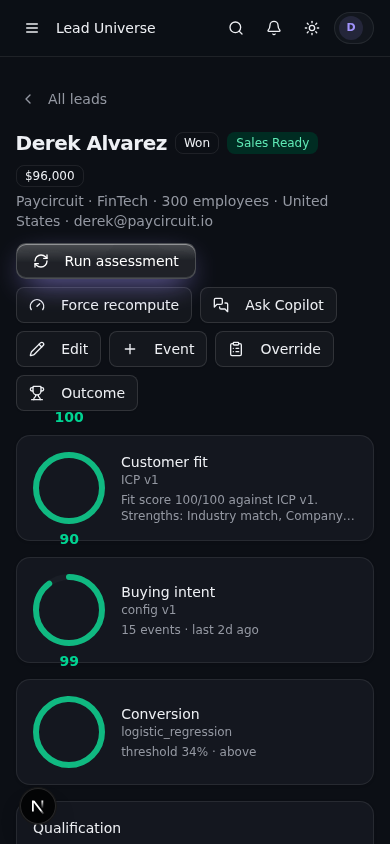 Lead Universe
D
All leads
Derek Alvarez Won Sales Ready
$96,000
Paycircuit · FinTech · 300 employees · United
States · derek@paycircuit.io
Run assessment
Force recompute Ask Copilot
Edit Event Override
Outcome
100
Customer fit
ICP v1
Fit score 100/100 against ICP v1.
Strengths: Industry match, Company...
90
Buying intent
config v1
15 events · last 2d ago
99
Conversion
logistic_regression
threshold 34% · above
N
Qualification